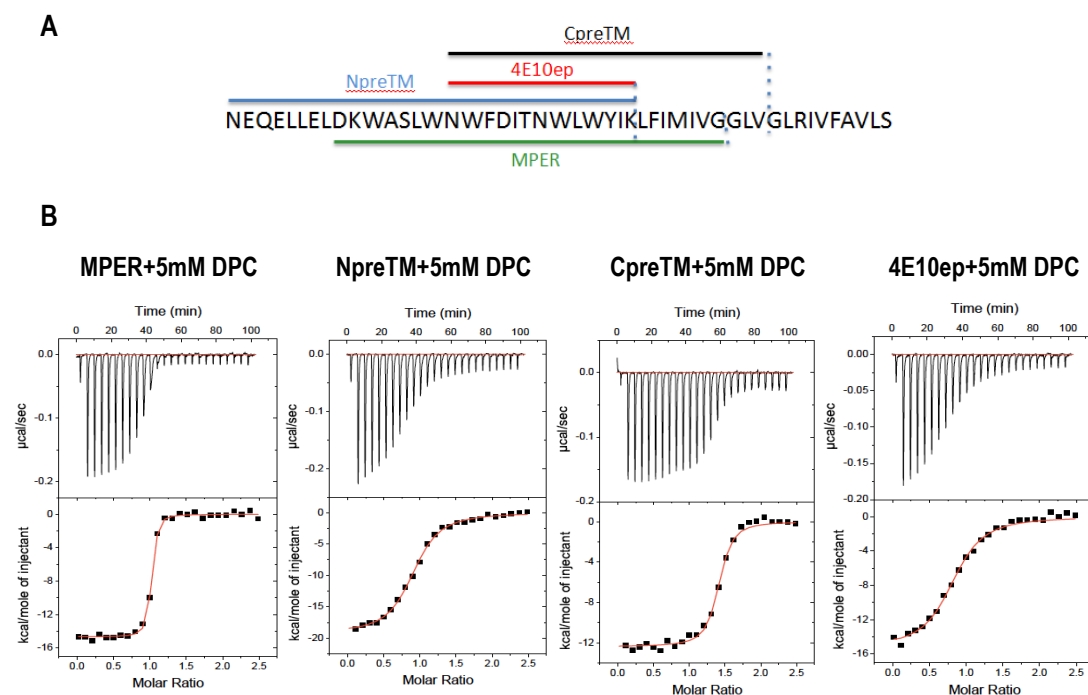 A
CpreTM
4E10ep
NpreTM
NEQELLELDKWASLWNWFDITNWLWYIKLFIMIVGGLVGLRIVFAVLS
MPER
B
MPER+5mM DPC
NpreTM+5mM DPC
CpreTM+5mM DPC
4E10ep+5mM DPC
Time (min)
0 20 40 60 80 100
0.0
-0.1
-0.2
µcal/sec
0
-4
-8
-12
-16
kcal/mole of injectant
0.0 0.5 1.0 1.5 2.0 2.5
Molar Ratio
Time (min)
0 20 40 60 80 100
0.0
-0.1
-0.2
µcal/sec
0
-5
-10
-15
-20
kcal/mole of injectant
0.0 0.5 1.0 1.5 2.0 2.5
Molar Ratio
Time (min)
0 20 40 60 80 100
0.0
-0.1
-0.2
µcal/sec
0
-4
-8
-12
kcal/mole of injectant
0.0 0.5 1.0 1.5 2.0 2.5
Molar Ratio
Time (min)
0 20 40 60 80 100
0.00
-0.05
-0.10
-0.15
-0.20
µcal/sec
0
-4
-8
-12
-16
kcal/mole of injectant
0.0 0.5 1.0 1.5 2.0 2.5
Molar Ratio